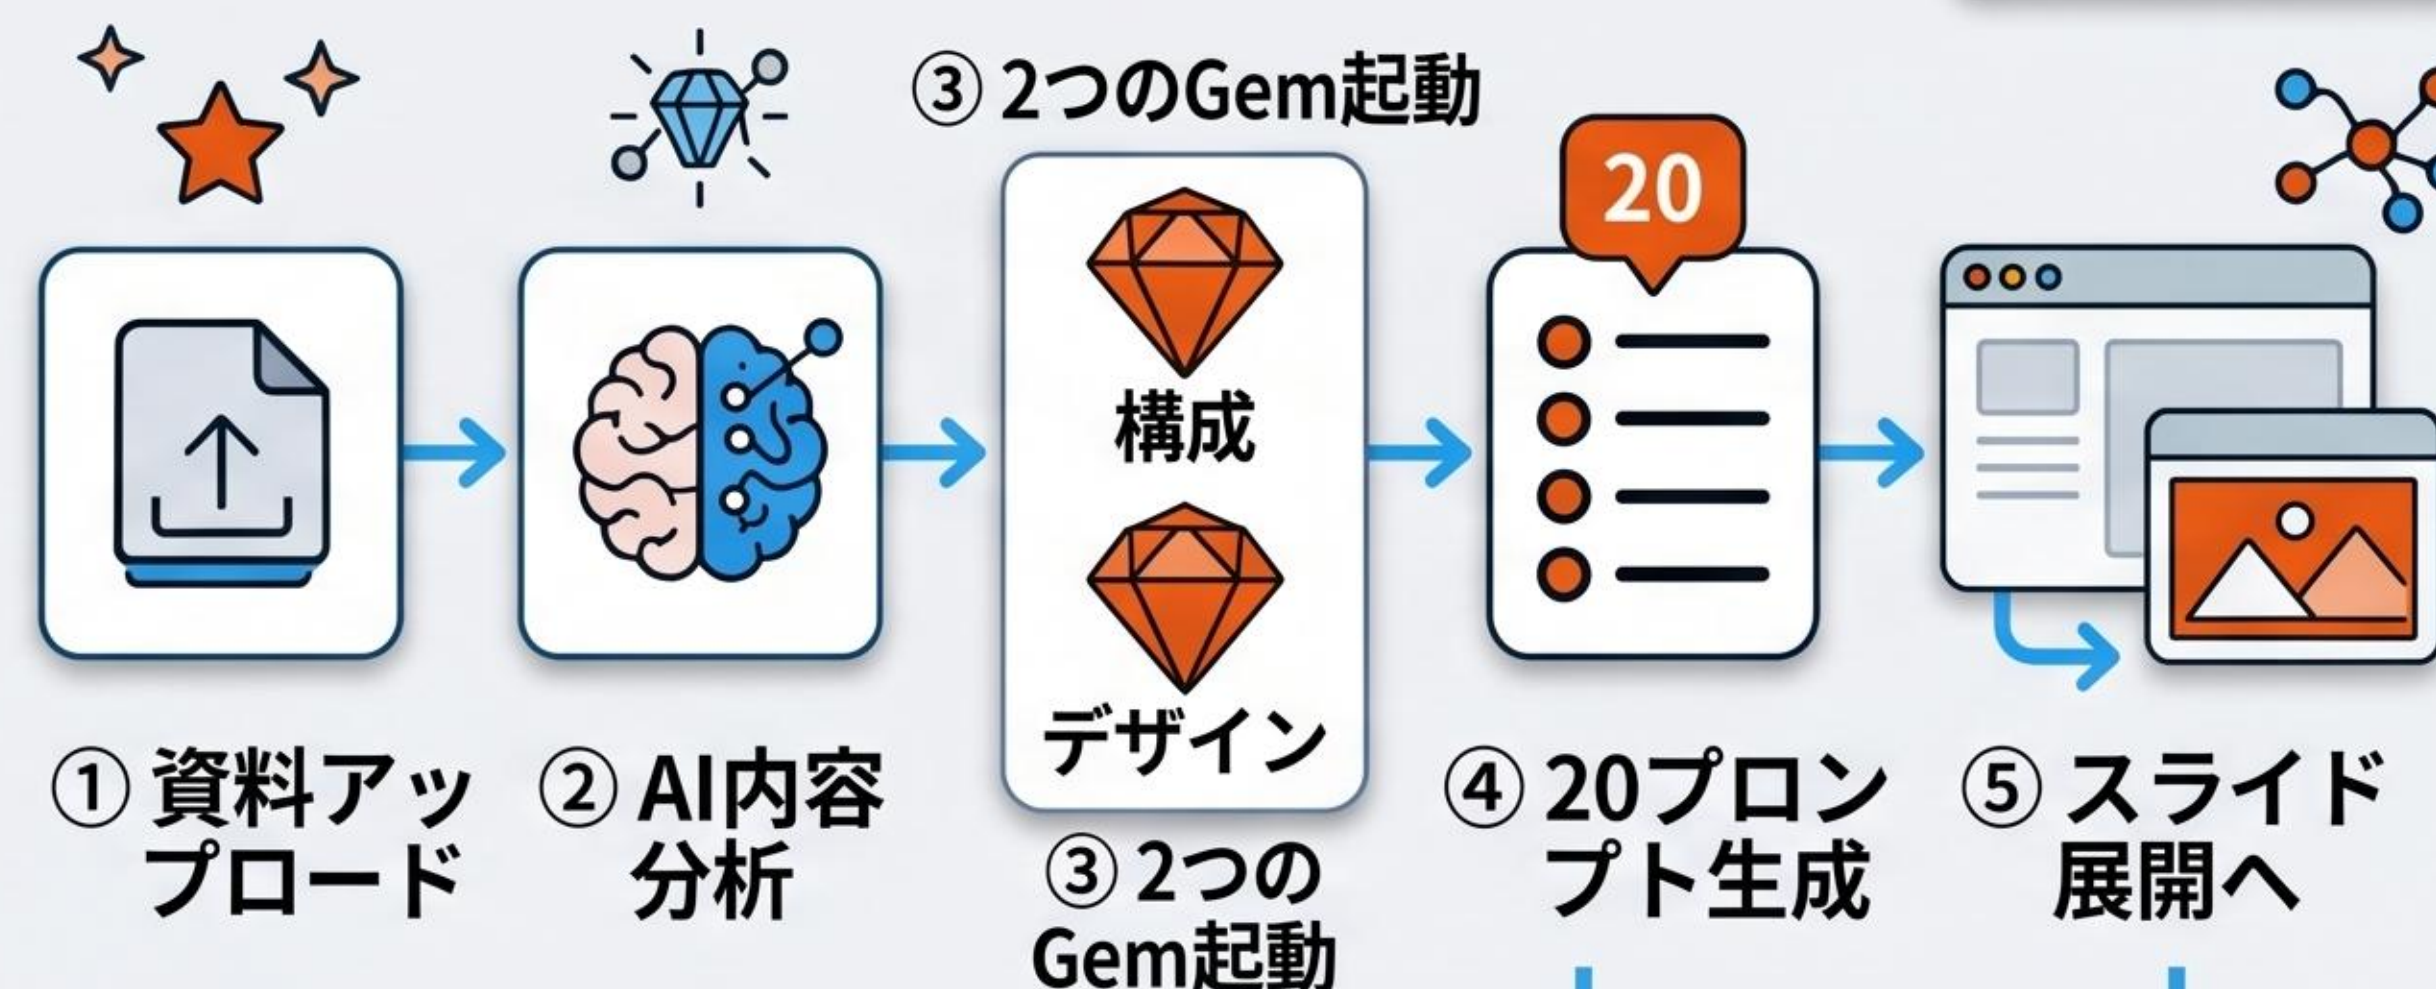 ③ 2つのGem起動
20
構成
デザイン
① 資料アッ
プロード
② AI内容
分析
③ 2つの
Gem起動
④ 20プロン
プト生成
⑤ スライド
展開へ